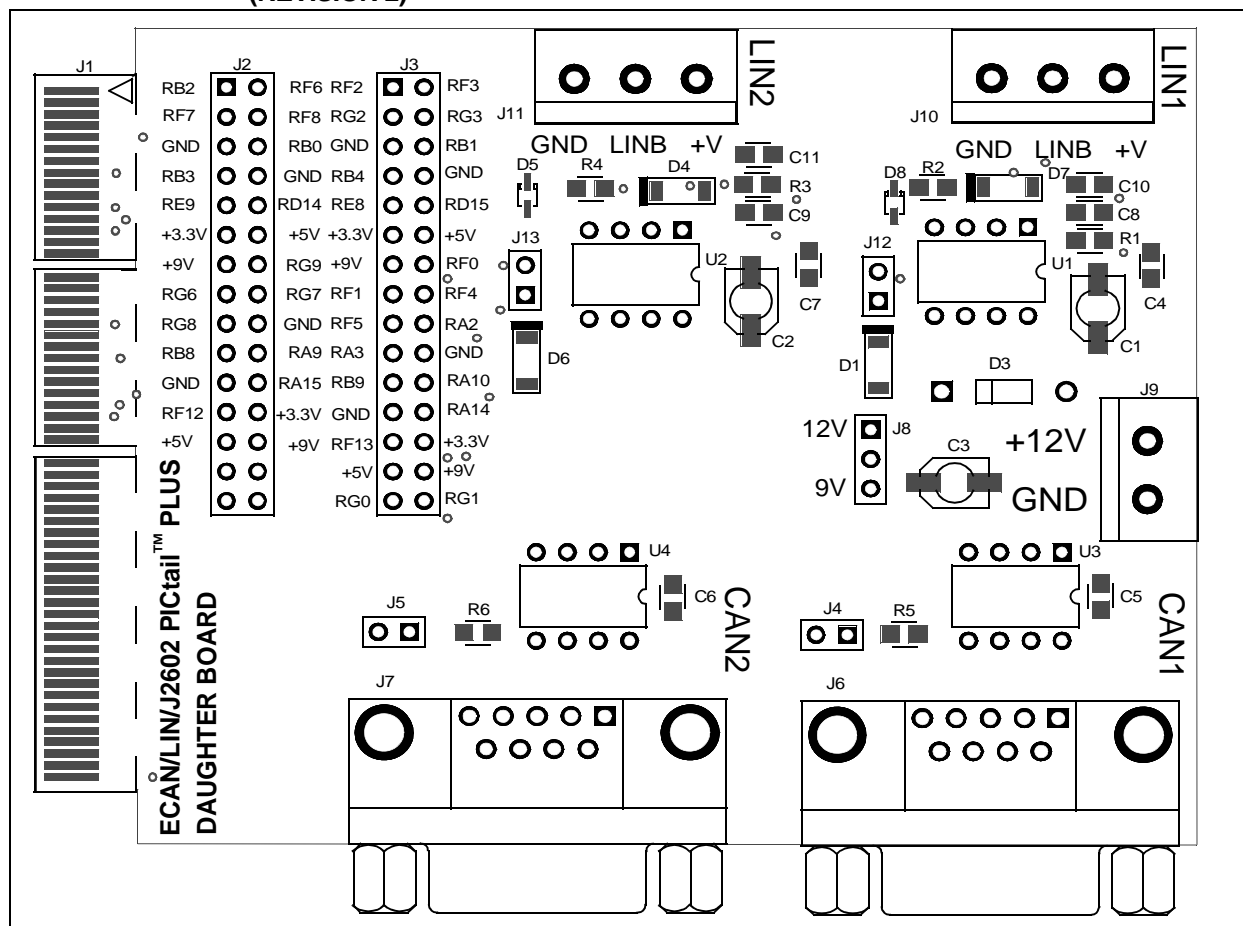 J1
J2
J3
RB2 RF6 RF2 RF3
RF7 RF8 RG2 RG3
GND RB0 GND RB1
RB3 GND RB4 GND
RE9 RD14 RE8 RD15
+3.3V +5V +3.3V +5V
+9V RG9 +9V RF0
RG6 RG7 RF1 RF4
RG8 GND RF5 RA2
RB8 RA9 RA3 GND
GND RA15 RB9 RA10
RF12 +3.3V GND RA14
+5V +9V RF13 +3.3V
+5V +9V
RG0 RG1
J11
LIN2
GND LINB +V
D5
R4
D4
C11
R3
C9
J13
U2
C7
C2
D6
J10
LIN1
GND LINB +V
D8
R2
D7
C10
C8
R1
J12
U1
C4
C1
D1
D3
J9
12V
J8
9V
C3
+12V
GND
U4
J5
R6
C6
CAN2
U3
J4
R5
C5
CAN1
J7
J6
ECAN/LIN/J2602 PICtail™ PLUS
DAUGHTER BOARD